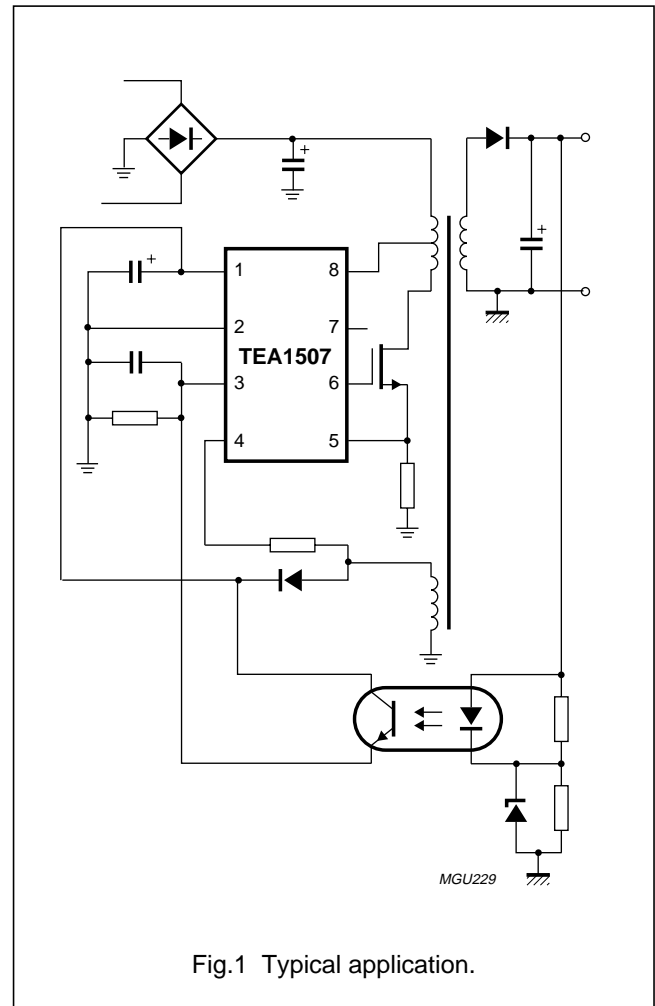 +
+
+
1 8
2 7
TEA1507
3 6
4 5
MGU229
Fig.1 Typical application.